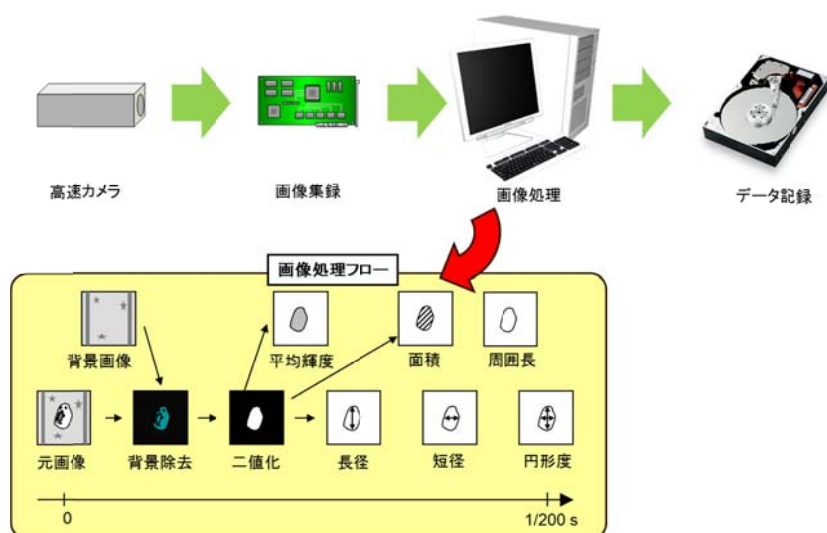 高速カメラ
画像集録
画像処理
データ記録
画像処理フロー
背景画像
平均輝度
面積
周囲長
元画像
背景除去
二値化
長径
短径
円形度
0
1/200 s